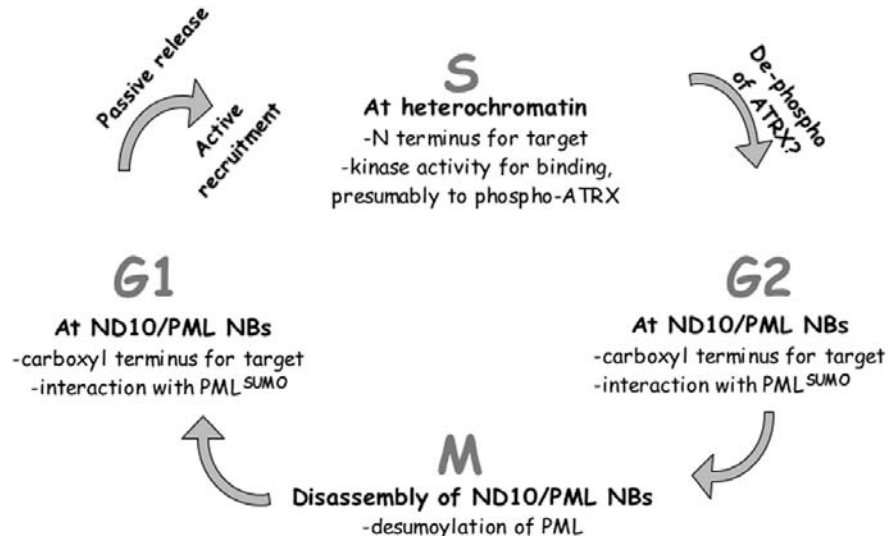 Passive release
Active
recruitment
S
At heterochromatin
-N terminus for target
-kinase activity for binding,
presumably to phospho-ATRX
De-phospho
of ATRX?
G1
At ND10/PML NBs
-carboxyl terminus for target
-interaction with PMLSUMO
G2
At ND10/PML NBs
-carboxyl terminus for target
-interaction with PMLSUMO
M
Disassembly of ND10/PML NBs
-desumoylation of PML